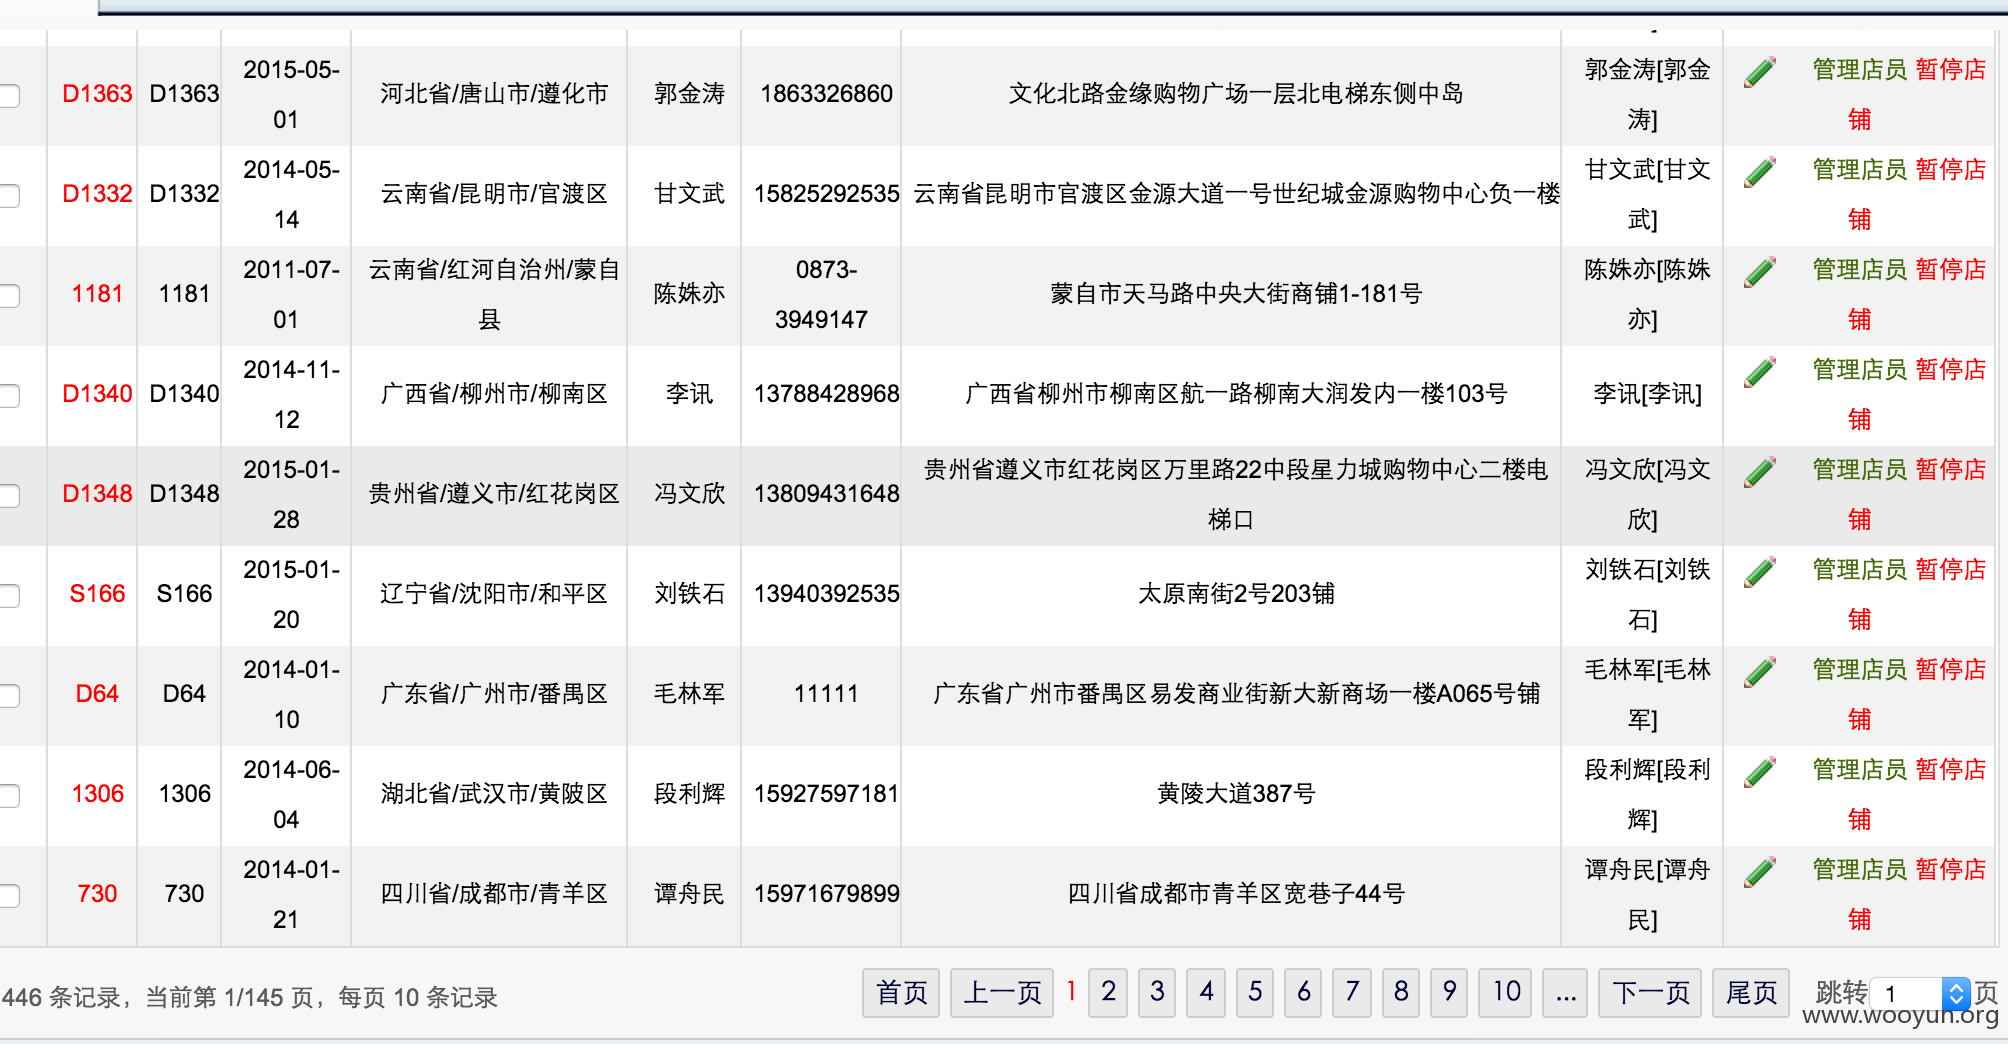 D1363 D1363 2015-05-01 河北省/唐山市/遵化市 郭金涛 1863326860 文化北路金缘购物广场一层北电梯东侧中岛 郭金涛[郭金涛] 管理店员 暂停店铺
D1332 D1332 2014-05-14 云南省/昆明市/官渡区 甘文武 15825292535 云南省昆明市官渡区金源大道一号世纪城金源购物中心负一楼 甘文武[甘文武] 管理店员 暂停店铺
1181 1181 2011-07-01 云南省/红河自治州/蒙自县 陈姝亦 0873-3949147 蒙自市天马路中央大街商铺1-181号 陈姝亦[陈姝亦] 管理店员 暂停店铺
D1340 D1340 2014-11-12 广西省/柳州市/柳南区 李讯 13788428968 广西省柳州市柳南区航一路柳南大润发内一楼103号 李讯[李讯] 管理店员 暂停店铺
D1348 D1348 2015-01-28 贵州省/遵义市/红花岗区 冯文欣 13809431648 贵州省遵义市红花岗区万里路22中段星力城购物中心二楼电梯口 冯文欣[冯文欣] 管理店员 暂停店铺
S166 S166 2015-01-20 辽宁省/沈阳市/和平区 刘铁石 13940392535 太原南街2号203铺 刘铁石[刘铁石] 管理店员 暂停店铺
D64 D64 2014-01-10 广东省/广州市/番禺区 毛林军 11111 广东省广州市番禺区易发商业街新大新商场一楼A065号铺 毛林军[毛林军] 管理店员 暂停店铺
1306 1306 2014-06-04 湖北省/武汉市/黄陂区 段利辉 15927597181 黄陵大道387号 段利辉[段利辉] 管理店员 暂停店铺
730 730 2014-01-21 四川省/成都市/青羊区 谭舟民 15971679899 四川省成都市青羊区宽巷子44号 谭舟民[谭舟民] 管理店员 暂停店铺
446 条记录，当前第 1/145 页，每页 10 条记录 首页 上一页 1 2 3 4 5 6 7 8 9 10 ... 下一页 尾页 跳转 1 页
www.wooyun.org